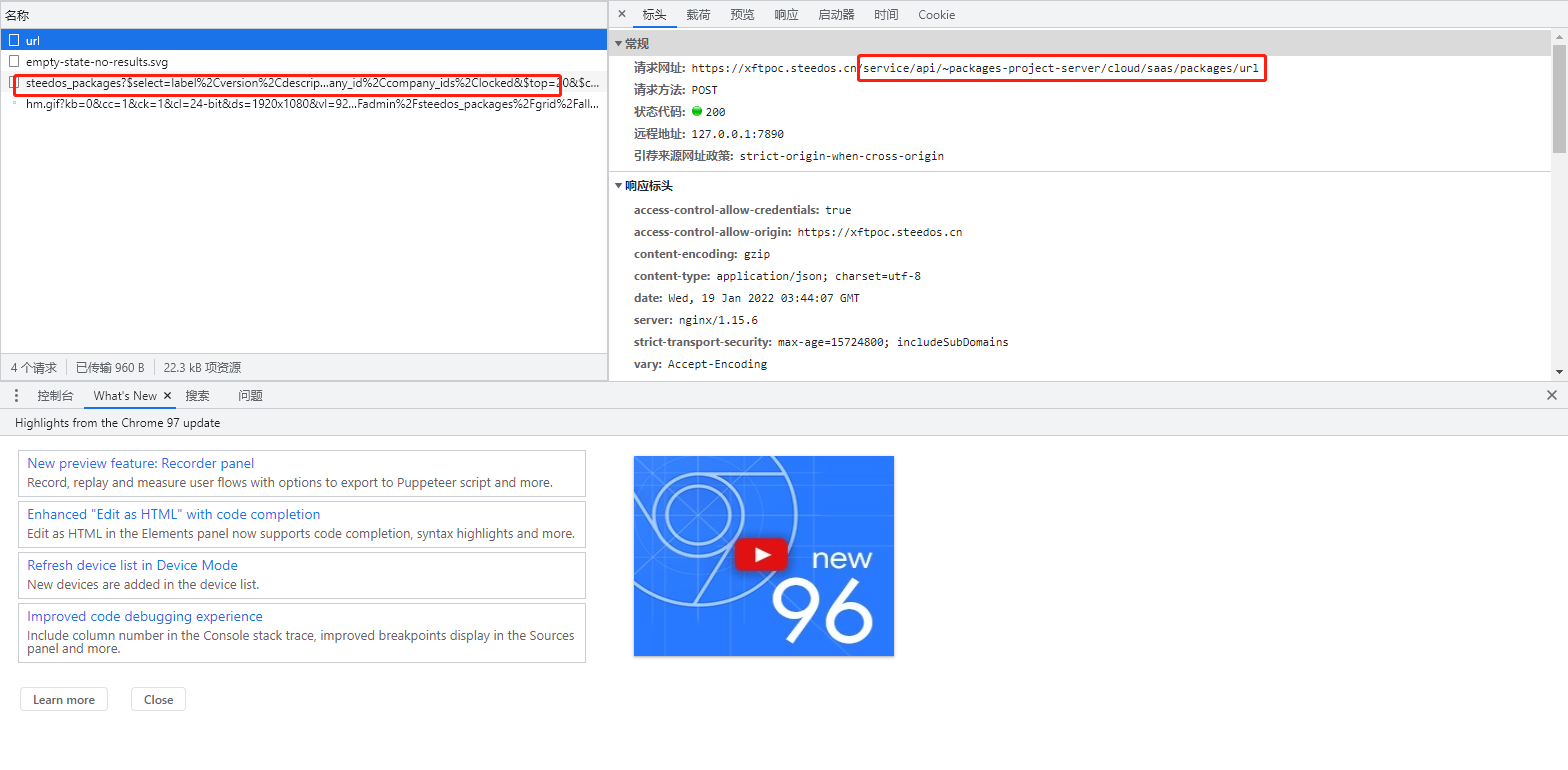 名称
url
empty-state-no-results.svg
steedos_packages?$select=label%2Cversion%2Cdescrip...any_id%2Ccompany_ids%2Clocked&$top=20&$c...
hm.gif?kb=0&cc=1&ck=1&cl=24-bit&ds=1920x1080&vl=92...Fadmin%2Fsteedos_packages%2Fgrid%2Fall...
4 个请求 已传输 960 B 22.3 kB 项资源
× 标头 载荷 预览 响应 启动器 时间 Cookie
常规
请求网址: https://xftpoc.steedos.cn/service/api/~packages-project-server/cloud/saas/packages/url
请求方法: POST
状态代码: 200
远程地址: 127.0.0.1:7890
引荐来源网址政策: strict-origin-when-cross-origin
响应标头
access-control-allow-credentials: true
access-control-allow-origin: https://xftpoc.steedos.cn
content-encoding: gzip
content-type: application/json; charset=utf-8
date: Wed, 19 Jan 2022 03:44:07 GMT
server: nginx/1.15.6
strict-transport-security: max-age=15724800; includeSubDomains
vary: Accept-Encoding
控制台 What's New × 搜索 问题
Highlights from the Chrome 97 update
New preview feature: Recorder panel
Record, replay and measure user flows with options to export to Puppeteer script and more.
Enhanced "Edit as HTML" with code completion
Edit as HTML in the Elements panel now supports code completion, syntax highlights and more.
Refresh device list in Device Mode
New devices are added in the device list.
Improved code debugging experience
Include column number in the Console stack trace, improved breakpoints display in the Sources
panel and more.
Learn more Close
new
96